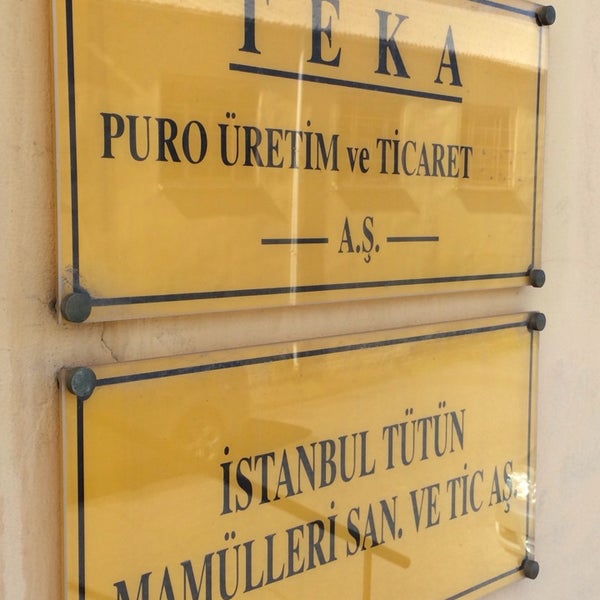 TEKA
PURO ÜRETİM ve TİCARET
A.Ş.
İSTANBUL TÜTÜN
MAMÜLLERİ SAN. VE TİC AŞ.